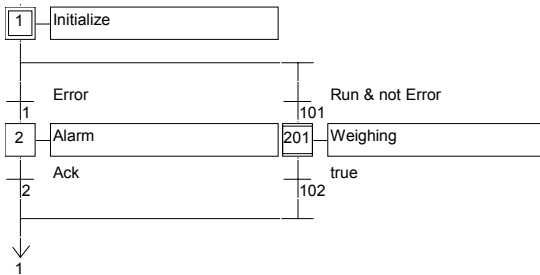 1 Initialize
Error Run & not Error
1 101
2 Alarm 201 Weighing
Ack true
2 102
1